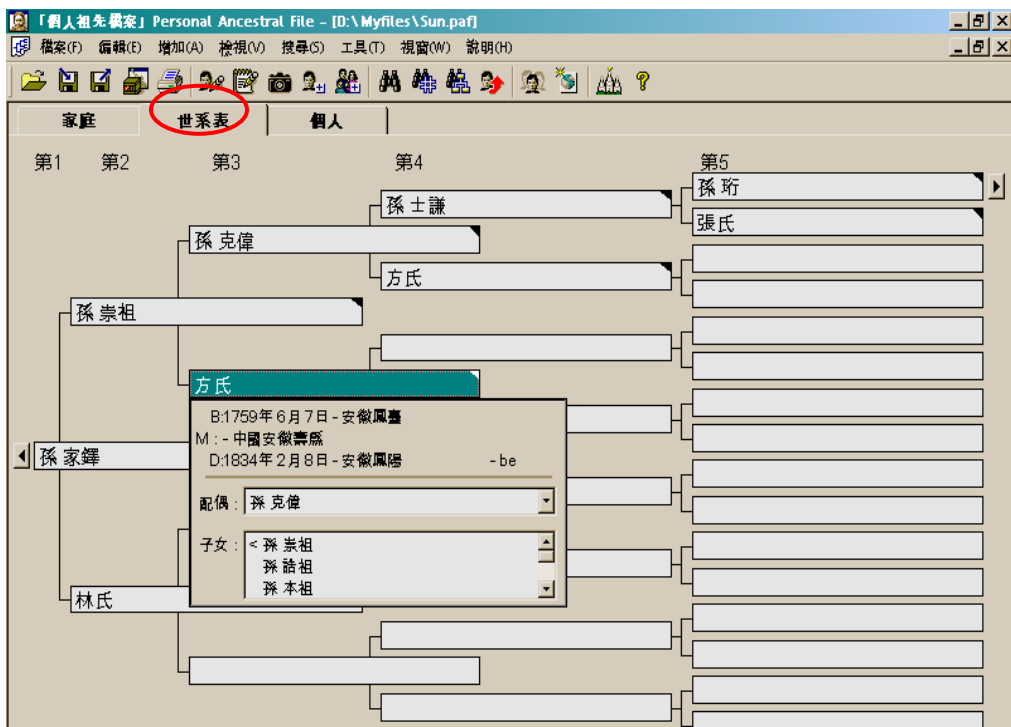 「個人祖先檔案」Personal Ancestral File - [D:\Myfiles\Sun.paf]
檔案(F) 編輯(E) 增加(A) 檢視(V) 搜尋(S) 工具(T) 視窗(W) 說明(H)
家庭 世系表 個人
第1 第2 第3 第4 第5
孫 珩
孫 士謙
張氏
孫 克偉
方氏
孫 崇祖
方氏
B:1759年 6月 7日 - 安徽鳳臺
M : - 中國安徽壽縣
孫 家鐸
D:1834年 2月 8日 - 安徽鳳陽 - be
配偶 : 孫 克偉
子女 : < 孫 崇祖
孫 誥祖
孫 本祖
林氏